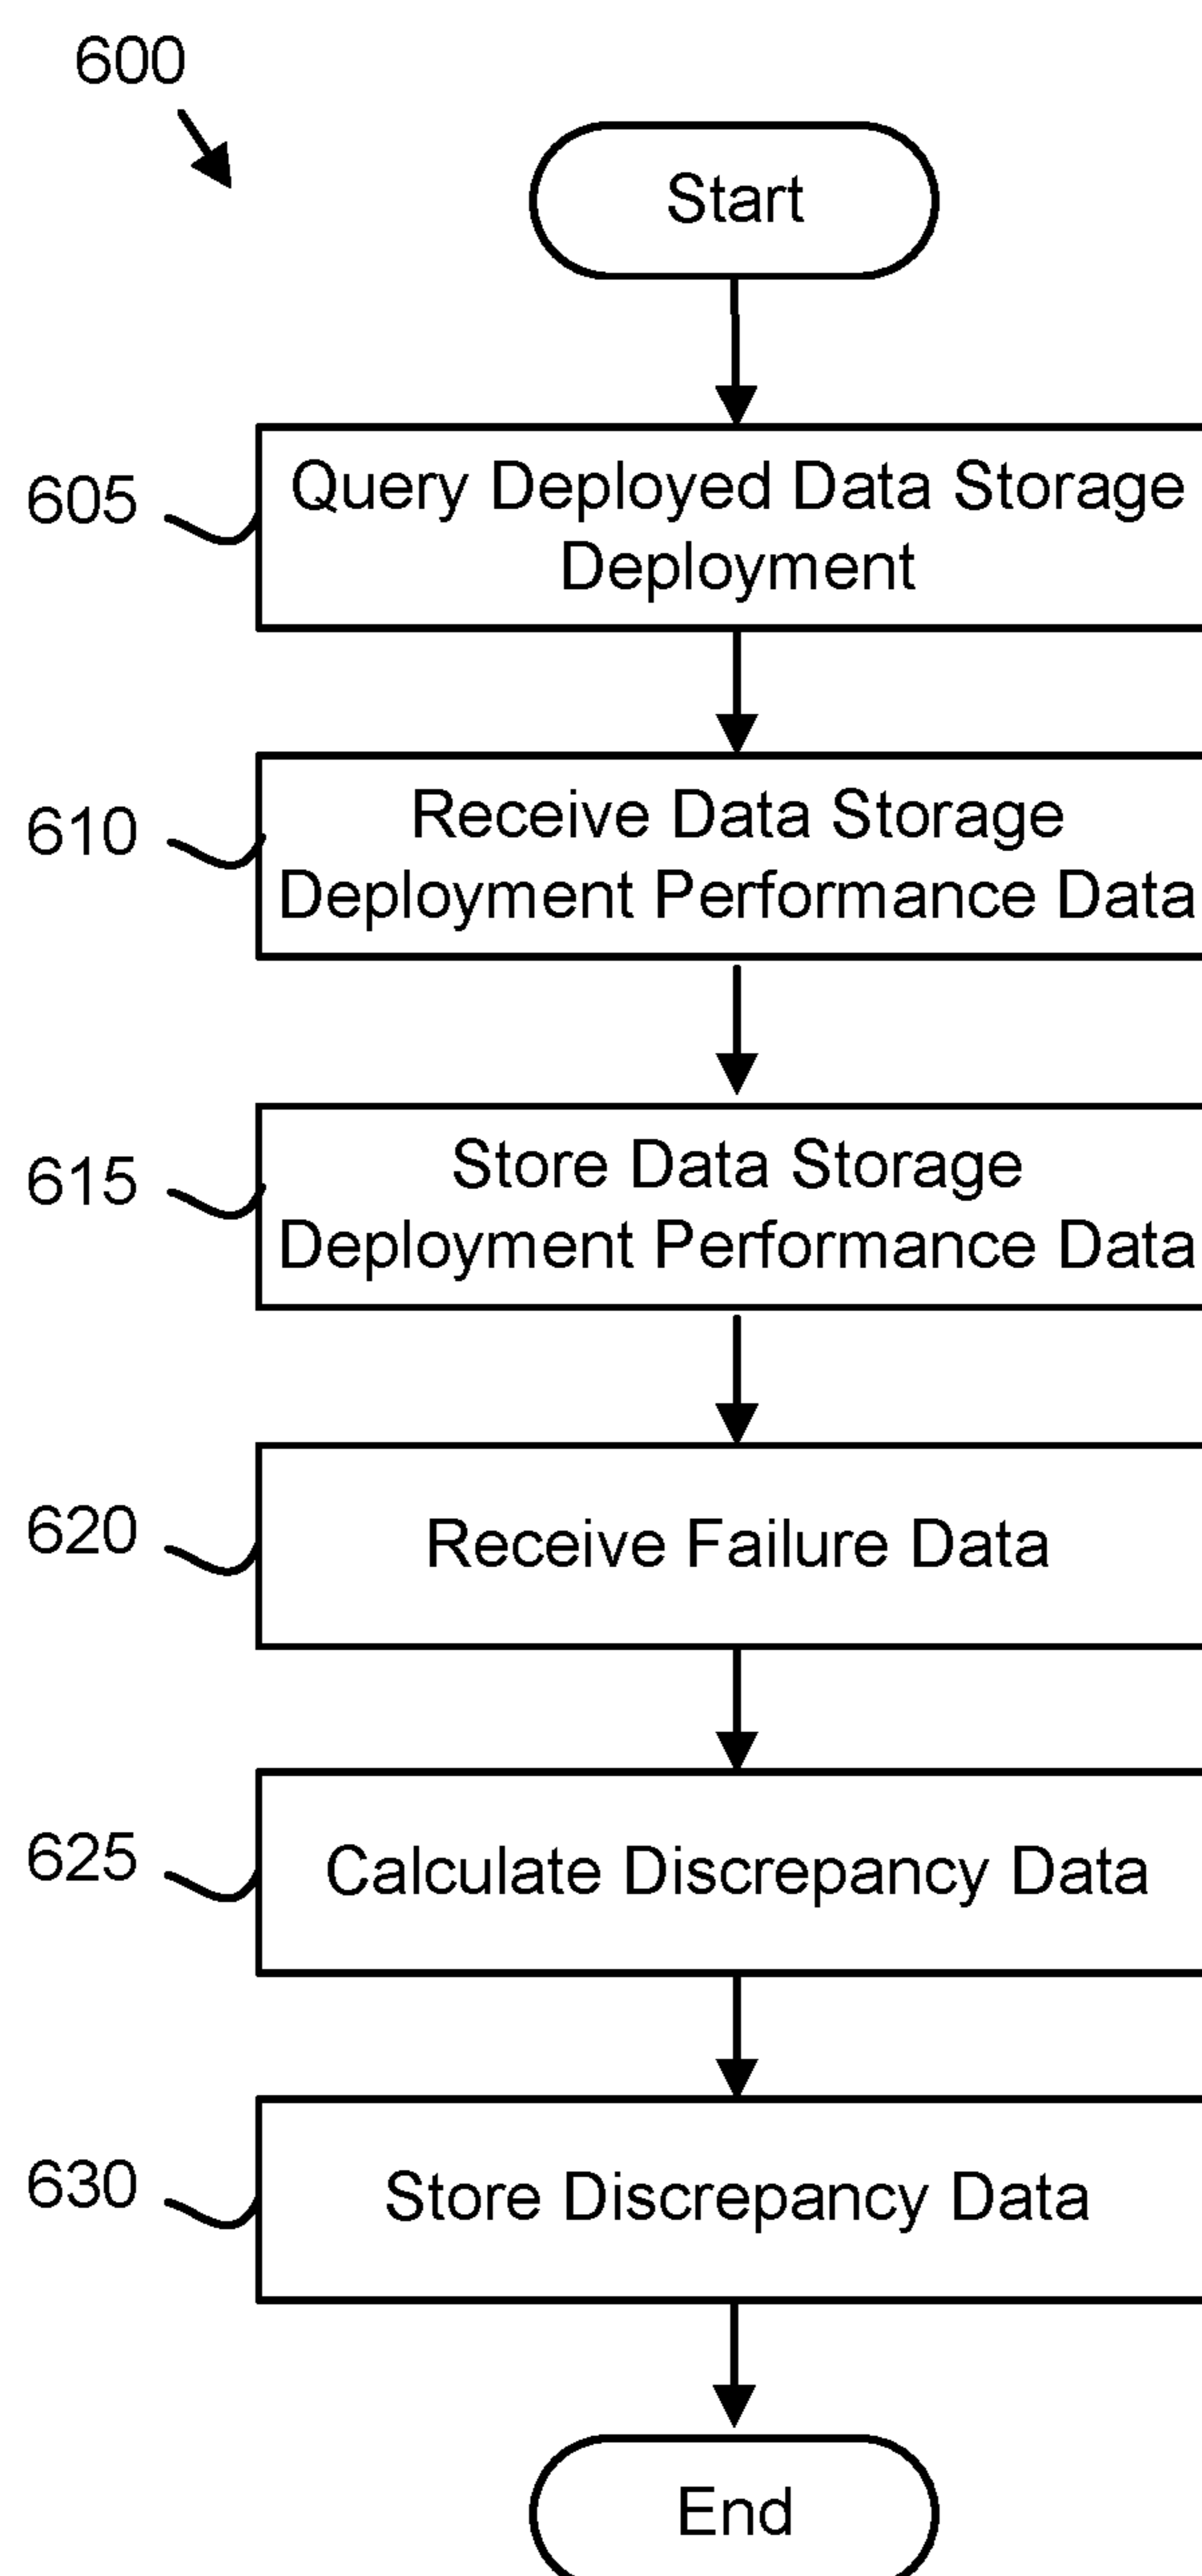 600
Start
605
Query Deployed Data Storage
Deployment
610
Receive Data Storage
Deployment Performance Data
615
Store Data Storage
Deployment Performance Data
620
Receive Failure Data
625
Calculate Discrepancy Data
630
Store Discrepancy Data
End